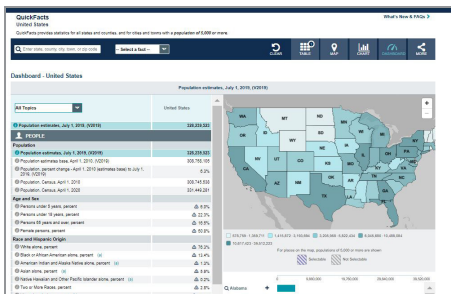 QuickFacts
What's New & FAQs
United States
QuickFacts provides statistics for all states and counties, and for cities and towns with a population of 5,000 or more.
Enter state, county, city, town, or zip code
-- Select a fact --
CLEAR
TABLE
MAP
CHART
DASHBOARD
MORE
Dashboard - United States
Population estimates, July 1, 2019, (V2019)
All Topics
United States
Population estimates, July 1, 2019, (V2019) 328,239,523
PEOPLE
Population
Population estimates, July 1, 2019, (V2019) 328,239,523
Population estimates base, April 1, 2010, (V2019) 308,758,105
Population, percent change - April 1, 2010 (estimates base) to July 1, 2019, (V2019) 6.3%
Population, Census, April 1, 2010 308,745,538
Population, Census, April 1, 2020 331,449,281
Age and Sex
Persons under 5 years, percent 6.0%
Persons under 18 years, percent 22.3%
Persons 65 years and over, percent 16.5%
Female persons, percent 50.8%
Race and Hispanic Origin
White alone, percent 76.3%
Black or African American alone, percent (a) 13.4%
American Indian and Alaska Native alone, percent (a) 1.3%
Asian alone, percent (a) 5.9%
Native Hawaiian and Other Pacific Islander alone, percent (a) 0.2%
Two or More Races, percent 2.8%
WA
MT
ND
OR
ID
SD
WY
NE
NV
UT
CO
KS
CA
AZ
NM
OK
TX
AR
LA
For places on the map, populations of 5,000 or more are shown
Selectable
Not Selectable
Alabama